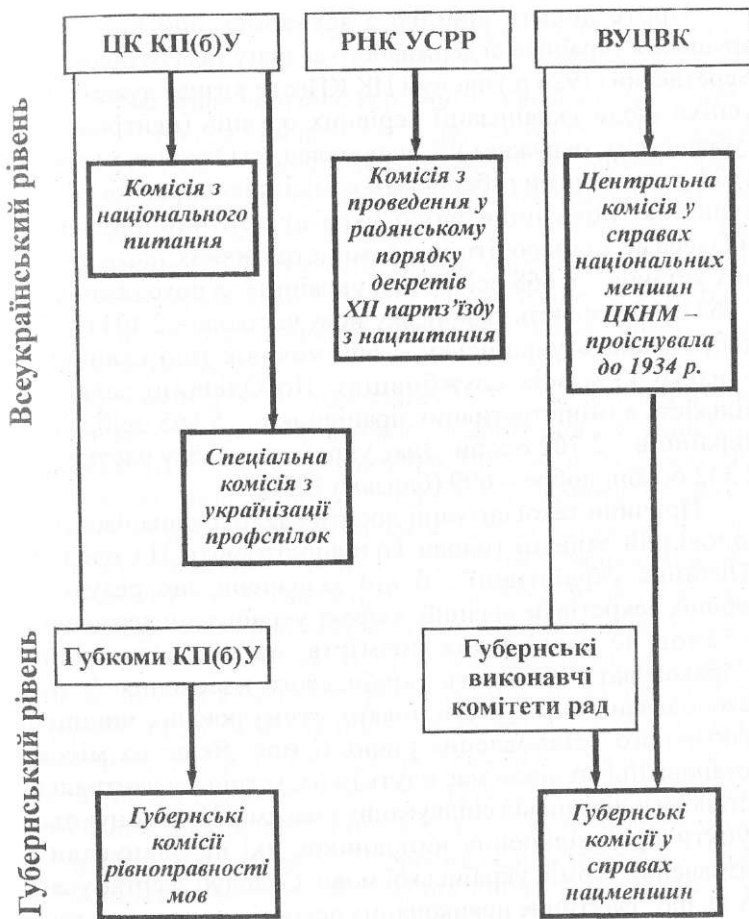 ЦК КП(б)У
РНК УСРР
ВУЦВК
Всеукраїнський рівень
Комісія з
національного
питання
Комісія з
проведення у
радянському
порядку
декретів
XII партз’їзду
з нацпитання
Центральна
комісія у
справах
національних
меншин
ЦКНМ –
проіснувала
до 1934 р.
Спеціальна
комісія з
українізації
профспілок
Губернський рівень
Губкоми КП(б)У
Губернські
виконавчі
комітети рад
Губернські
комісії
рівноправності
мов
Губернські
комісії у
справах
нацменшин